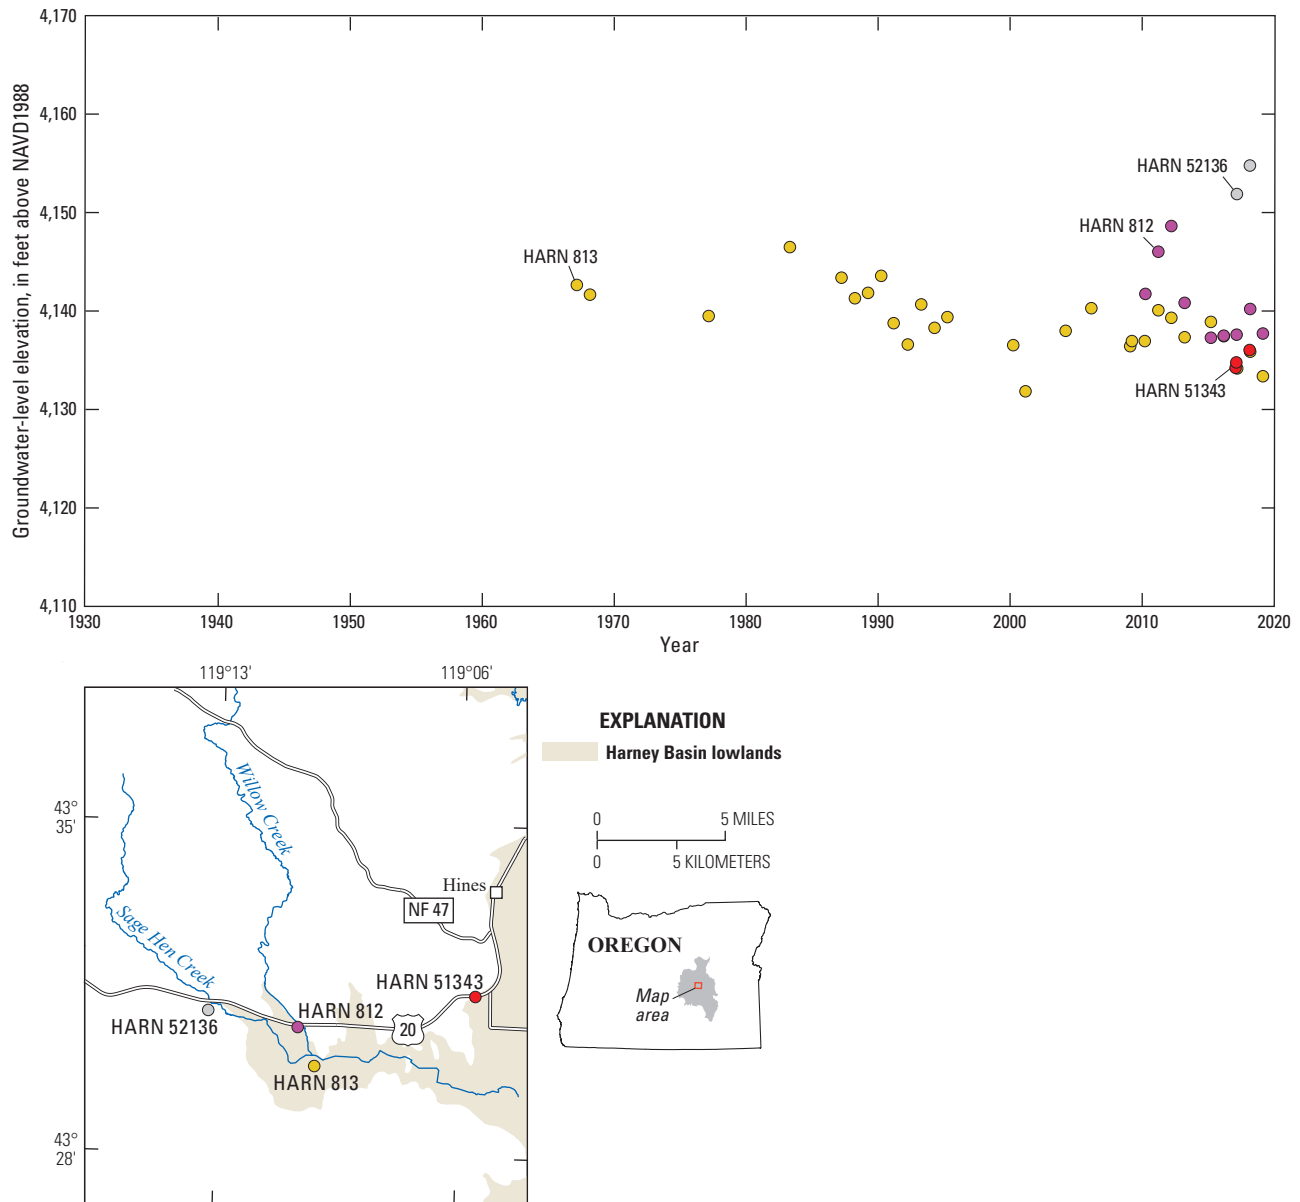 4,170
4,160
4,150
4,140
4,130
4,120
4,110
Groundwater-level elevation, in feet above NAVD1988
HARN 52136
HARN 812
HARN 813
HARN 51343
1930
1940
1950
1960
1970
1980
1990
2000
2010
2020
Year
119°13'
119°06'
43°
35'
43°
28'
Willow Creek
Sage Hen Creek
Hines
NF 47
HARN 51343
HARN 812
HARN 52136
20
HARN 813
EXPLANATION
Harney Basin lowlands
0 5 MILES
0 5 KILOMETERS
OREGON
Map
area